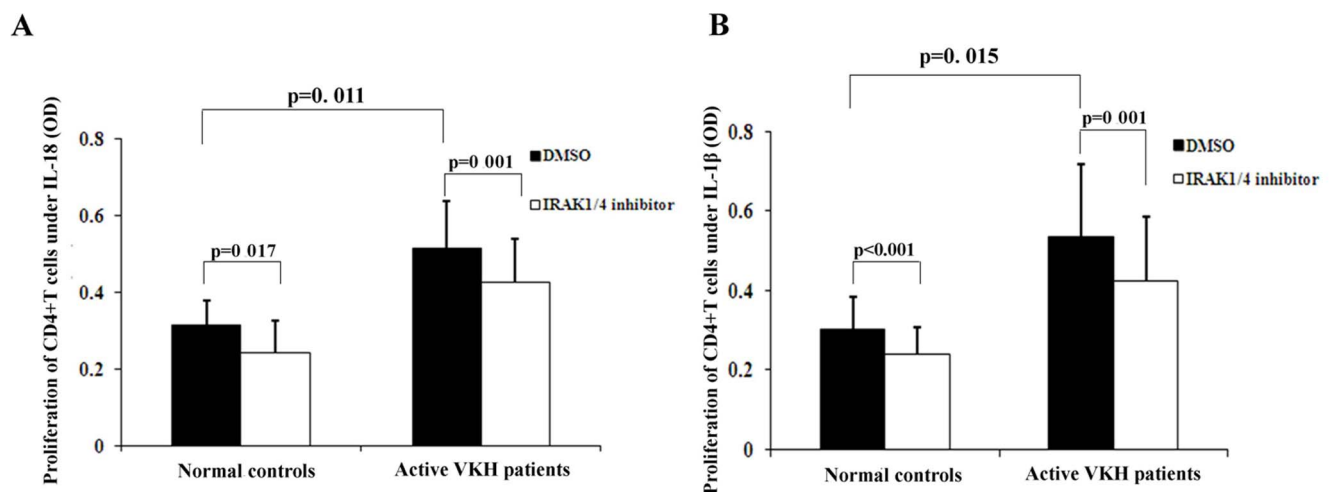 A
Proliferation of CD4+T cells under IL-18 (OD)
p=0. 011
0.8
0.6
0.4
0.2
0
p=0 017
p=0 001
DMSO
IRAK1/4 inhibitor
Normal controls
Active VKH patients
B
Proliferation of CD4+T cells under IL-1β (OD)
p=0. 015
0.8
0.6
0.4
0.2
0
p<0.001
p=0 001
DMSO
IRAK1/4 inhibitor
Normal controls
Active VKH patients